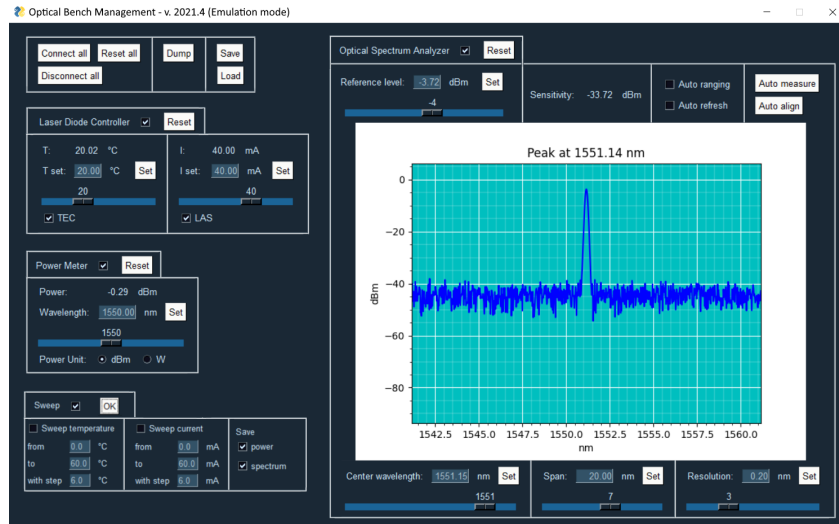 Optical Bench Management - v. 2021.4 (Emulation mode)
Connect all Reset all Dump Save
Disconnect all Load
Laser Diode Controller Reset
T: 20.02 °C I: 40.00 mA
T set: 20.00 °C Set I set: 40.00 mA Set
20 40
TEC LAS
Power Meter Reset
Power: -0.29 dBm
Wavelength: 1550.00 nm Set
1550
Power Unit: dBm W
Sweep OK
Sweep temperature Sweep current Save
from 0.0 °C from 0.0 mA power
to 60.0 °C to 60.0 mA spectrum
with step 6.0 °C with step 6.0 mA
Optical Spectrum Analyzer Reset
Reference level: -3.72 dBm Set
-4
Sensitivity: -33.72 dBm
Auto ranging Auto measure
Auto refresh Auto align
Peak at 1551.14 nm
0
−20
−40
−60
−80
dBm
1542.5 1545.0 1547.5 1550.0 1552.5 1555.0 1557.5 1560.0
nm
Center wavelength: 1551.15 nm Set Span: 20.00 nm Set Resolution: 0.20 nm Set
1551 7 3